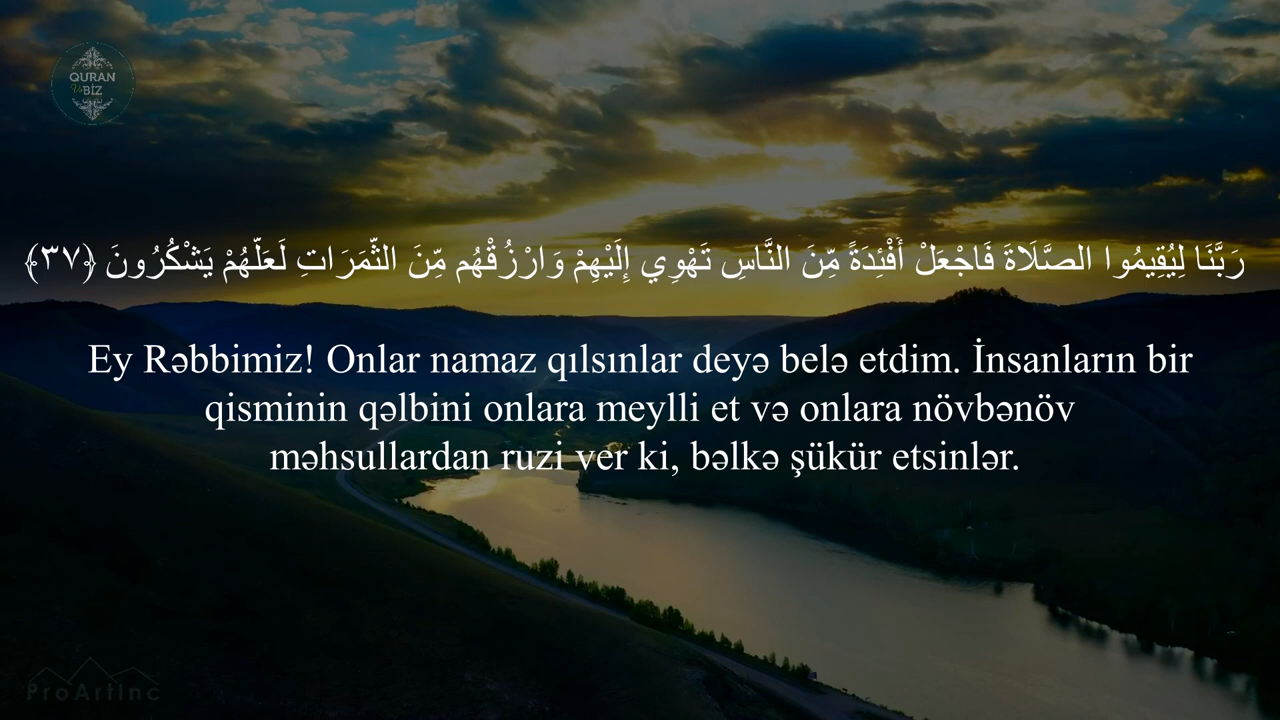 QURAN
Və
BİZ
رَبَّنَا لِيُقِيمُوا الصَّلَاةَ فَاجْعَلْ أَفْئِدَةً مِّنَ النَّاسِ تَهْوِي إِلَيْهِمْ وَارْزُقْهُم مِّنَ الثَّمَرَاتِ لَعَلَّهُمْ يَشْكُرُونَ ﴿٣٧﴾
Ey Rəbbimiz! Onlar namaz qılsınlar deyə belə etdim. İnsanların bir
qisminin qəlbini onlara meylli et və onlara növbənöv
məhsullardan ruzi ver ki, bəlkə şükür etsinlər.
ProArtInc